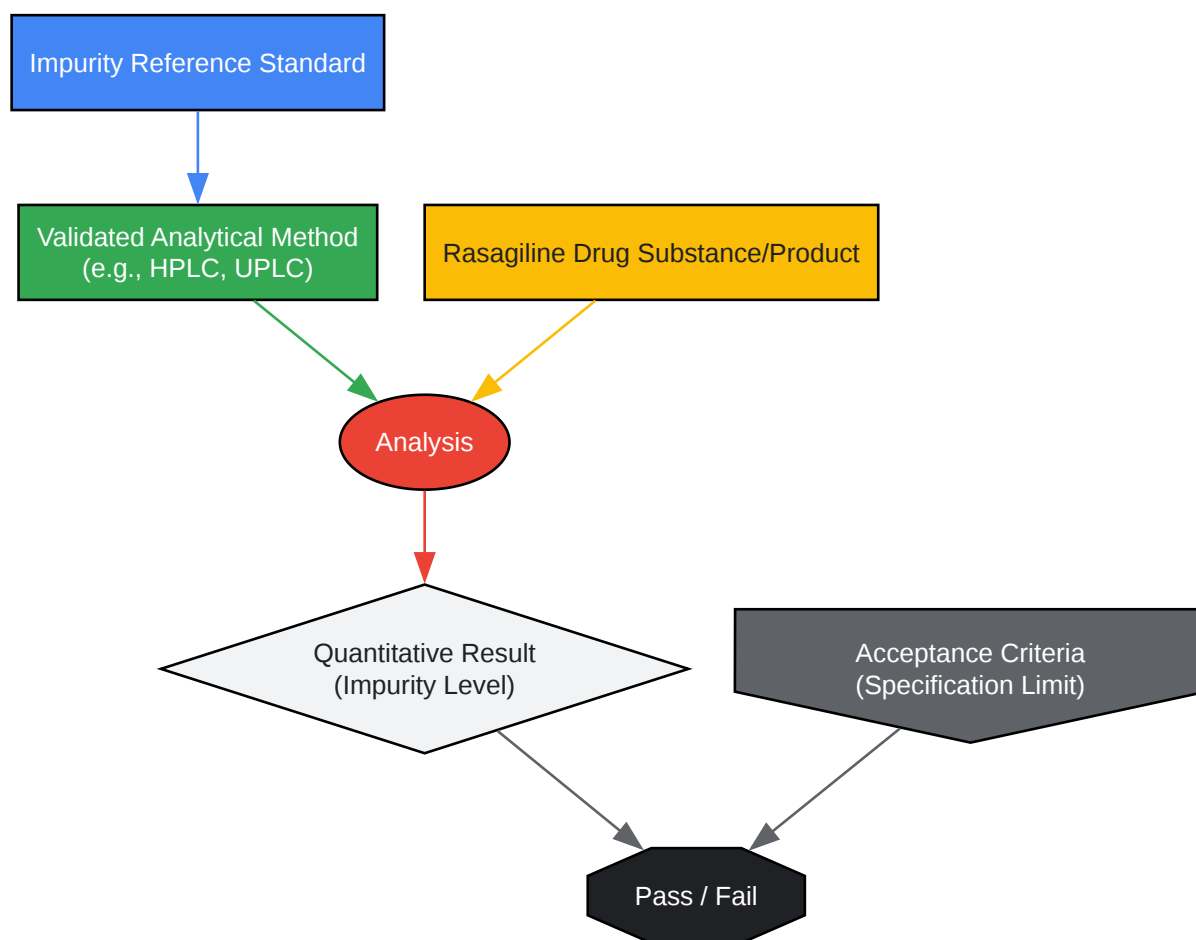 Impurity Reference Standard
Validated Analytical Method
(e.g., HPLC, UPLC)
Rasagiline Drug Substance/Product
Analysis
Quantitative Result
(Impurity Level)
Acceptance Criteria
(Specification Limit)
Pass / Fail